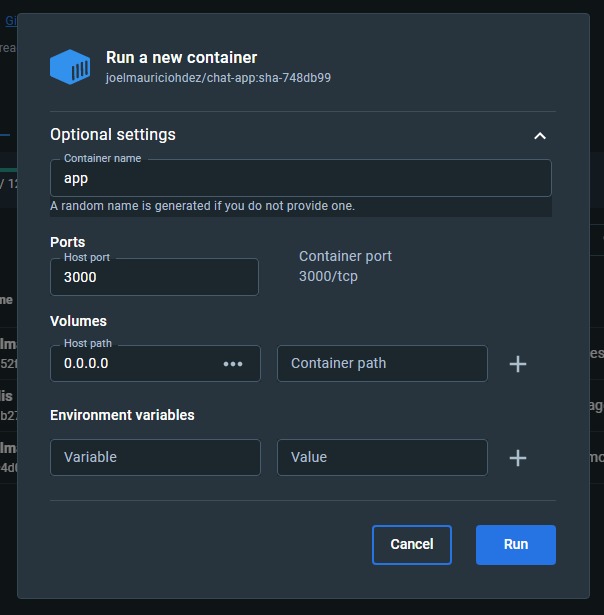 Run a new container
joelmauriciohdez/chat-app:sha-748db99
Optional settings
Container name
app
A random name is generated if you do not provide one.
Ports
Host port
3000
Container port
3000/tcp
Volumes
Host path
0.0.0.0
Container path
Environment variables
Variable
Value
Cancel
Run